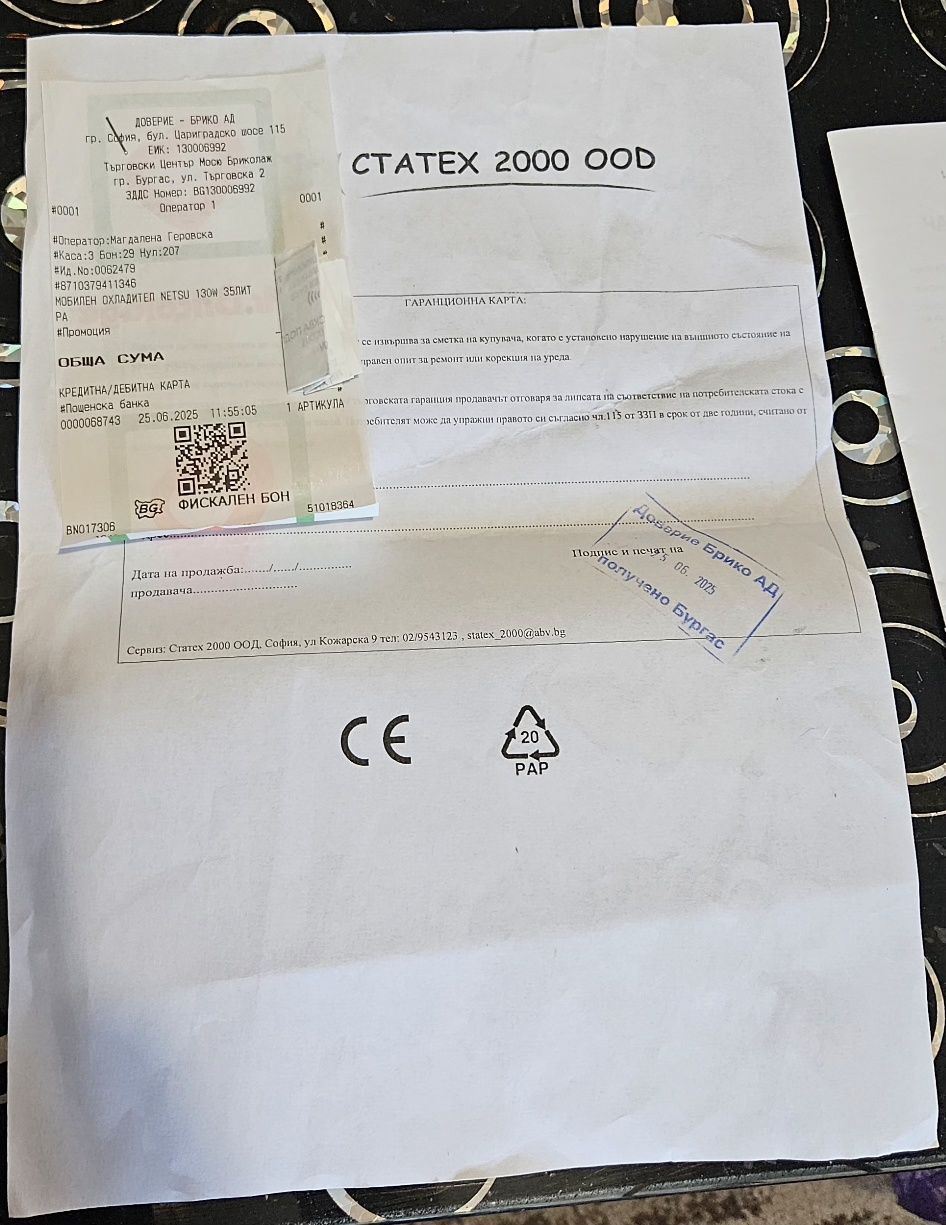 ДОВЕРИЕ - БРИКО АД
гр. София, бул. Цариградско шосе 115
ЕИК: 130006992
Търговски Център Мосю Бриколаж
гр. Бургас, ул. Търговска 2
ЗДДС Номер: BG130006992
#0001 Оператор 1 0001
#
#Оператор:Магдалена Геровска #
#Каса:3 Бон:29 Нул:207 #
#Ид.No:0062479
#8710379411346
МОБИЛЕН ОХЛАДИТЕЛ NETSU 130W 35ЛИТ
РА
#Промоция
ОБЩА СУМА
КРЕДИТНА/ДЕБИТНА КАРТА #
#Пощенска банка
0000068743 25.06.2025 11:55:05 1 АРТИКУЛА
BG
ФИСКАЛЕН БОН
BN017306 51018364
СТАТЕХ 2000 OOD
ГАРАНЦИОННА КАРТА:
се извършва за сметка на купувача, когато е установено нарушение на външното състояние на
опит за ремонт или корекция на уреда.
гаранция продавачът отговаря за липсата на съответствие на потребителската стока с
може да упражни правото си съгласно чл.115 от ЗЗП в срок от две години, считано от
Дата на продажба:......./....../..............
Подпис и печат на
продавача............................
Доверие Брико АД
5 06. 2025
получено Бургас
Сервиз: Статех 2000 ООД, София, ул Кожарска 9 тел: 02/9543123 , statex_2000@abv.bg
CE
20
PAP